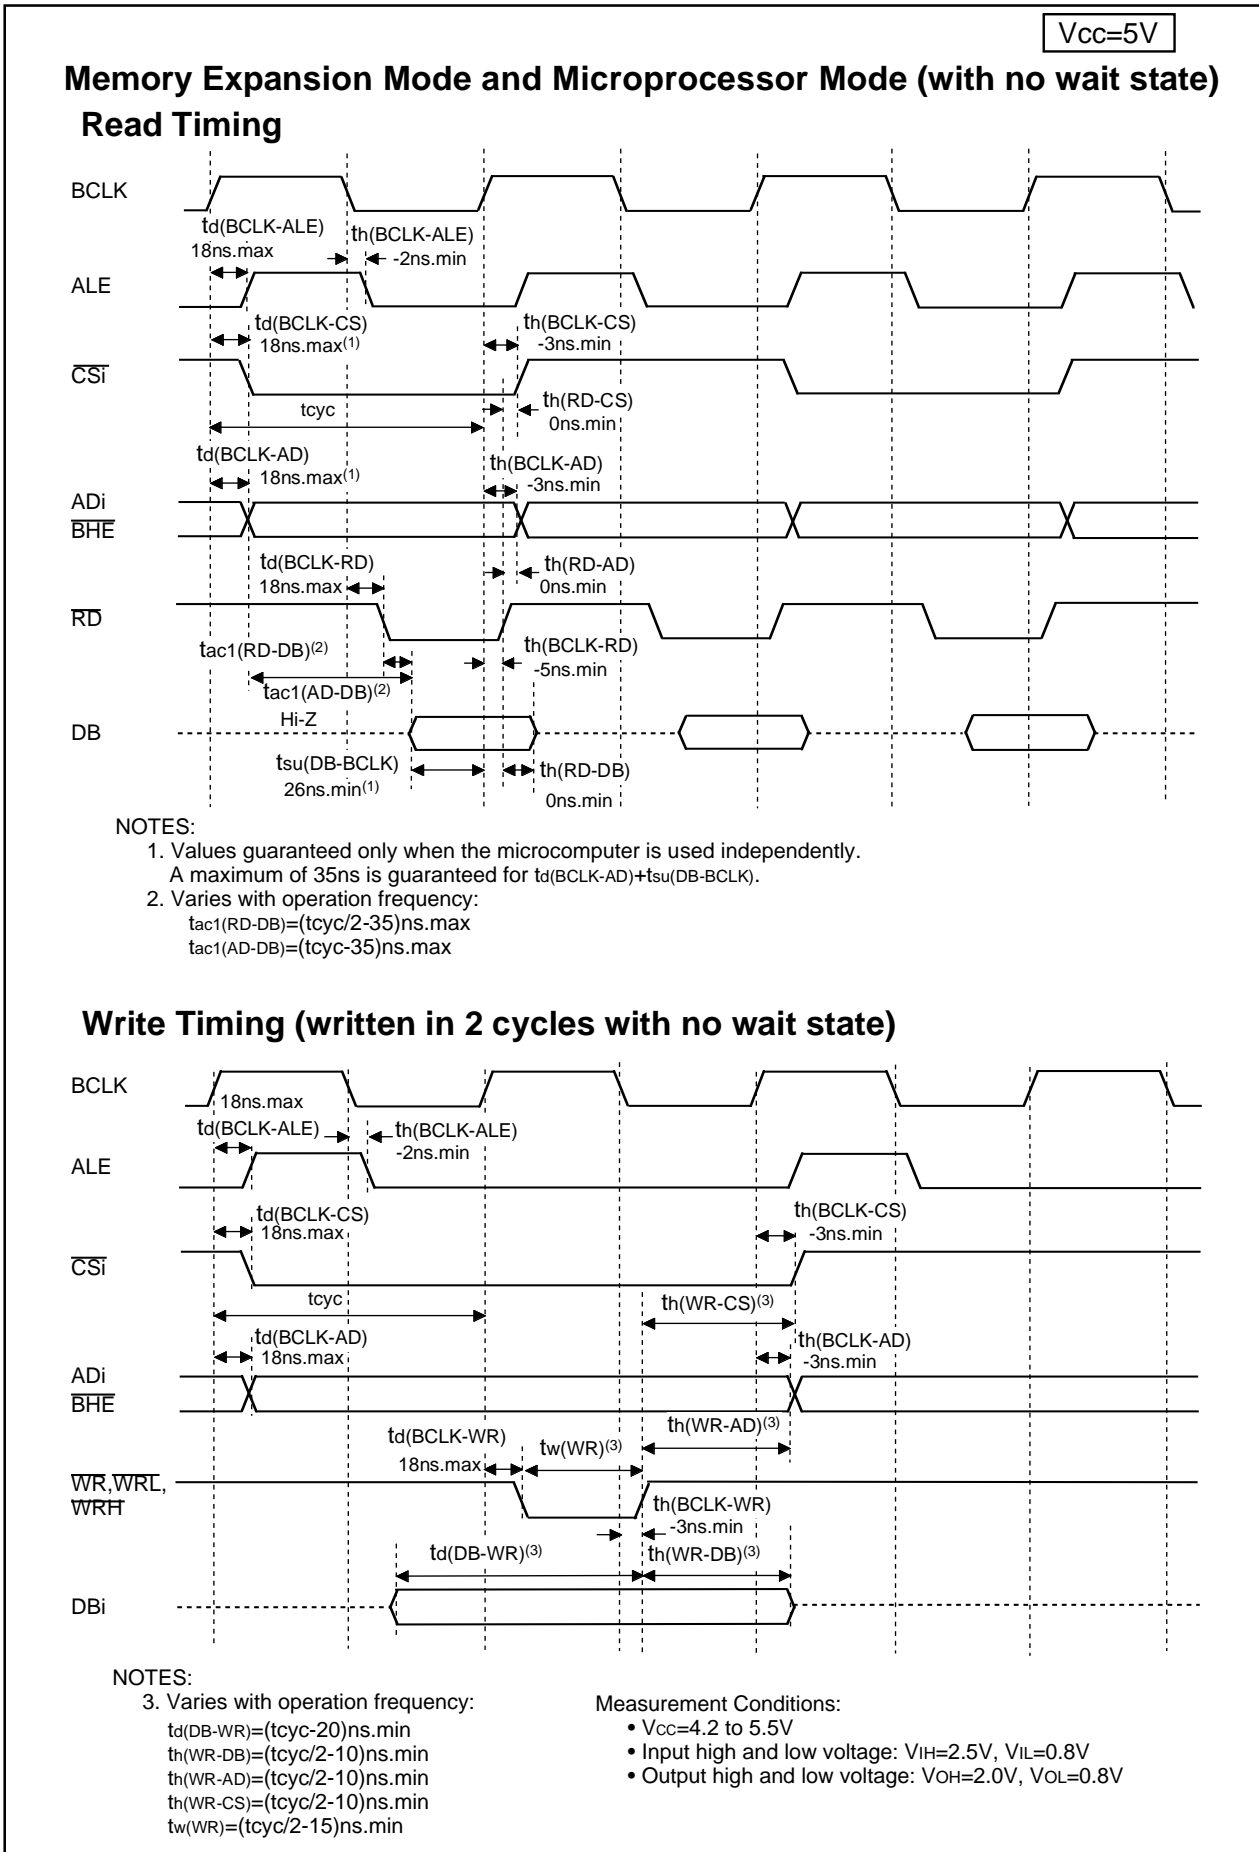 Vcc=5V
Memory Expansion Mode and Microprocessor Mode (with no wait state)
Read Timing
BCLK
td(BCLK-ALE)
18ns.max
th(BCLK-ALE)
-2ns.min
ALE
td(BCLK-CS)
18ns.max(1)
th(BCLK-CS)
-3ns.min
CSi
tcyc
th(RD-CS)
0ns.min
td(BCLK-AD)
18ns.max(1)
th(BCLK-AD)
-3ns.min
ADi
BHE
td(BCLK-RD)
18ns.max
th(RD-AD)
0ns.min
RD
tac1(RD-DB)(2)
th(BCLK-RD)
-5ns.min
tac1(AD-DB)(2)
Hi-Z
DB
tsu(DB-BCLK)
26ns.min(1)
th(RD-DB)
0ns.min
NOTES:
1. Values guaranteed only when the microcomputer is used independently.
A maximum of 35ns is guaranteed for td(BCLK-AD)+tsu(DB-BCLK).
2. Varies with operation frequency:
tac1(RD-DB)=(tcyc/2-35)ns.max
tac1(AD-DB)=(tcyc-35)ns.max
Write Timing (written in 2 cycles with no wait state)
BCLK
18ns.max
td(BCLK-ALE)
th(BCLK-ALE)
-2ns.min
ALE
td(BCLK-CS)
18ns.max
th(BCLK-CS)
-3ns.min
CSi
tcyc
th(WR-CS)(3)
td(BCLK-AD)
18ns.max
th(BCLK-AD)
-3ns.min
ADi
BHE
td(BCLK-WR)
18ns.max
tw(WR)(3)
th(WR-AD)(3)
WR,WRL,
WRH
th(BCLK-WR)
-3ns.min
td(DB-WR)(3)
th(WR-DB)(3)
DBi
NOTES:
3. Varies with operation frequency:
td(DB-WR)=(tcyc-20)ns.min
th(WR-DB)=(tcyc/2-10)ns.min
th(WR-AD)=(tcyc/2-10)ns.min
th(WR-CS)=(tcyc/2-10)ns.min
tw(WR)=(tcyc/2-15)ns.min
Measurement Conditions:
• VCC=4.2 to 5.5V
• Input high and low voltage: VIH=2.5V, VIL=0.8V
• Output high and low voltage: VOH=2.0V, VOL=0.8V